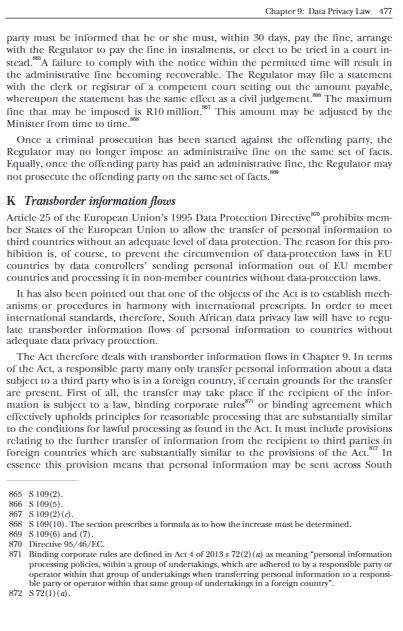 Chapter 9: Data Privacy Law 477
party must be informed that he or she must, within 30 days, pay the fine, arrange
with the Regulator to pay the fine in instalments, or elect to be tried in a court in-
stead.865 A failure to comply with the notice within the permitted time will result in
the administrative fine becoming recoverable. The Regulator may file a statement
with the clerk or registrar of a competent court setting out the amount payable,
whereupon the statement has the same effect as a civil judgement.866 The maximum
fine that may be imposed is R10 million.867 This amount may be adjusted by the
Minister from time to time.868
Once a criminal prosecution has been started against the offending party, the
Regulator may no longer impose an administrative fine on the same set of facts.
Equally, once the offending party has paid an administrative fine, the Regulator may
not prosecute the offending party on the same set of facts.869
K Transborder information flows
Article 25 of the European Union's 1995 Data Protection Directive870 prohibits mem-
ber States of the European Union to allow the transfer of personal information to
third countries without an adequate level of data protection. The reason for this pro-
hibition is, of course, to prevent the circumvention of data-protection laws in EU
countries by data controllers' sending personal information out of EU member
countries and processing it in non-member countries without data-protection laws.
It has also been pointed out that one of the objects of the Act is to establish mech-
anisms or procedures in harmony with international prescripts. In order to meet
international standards, therefore, South African data privacy law will have to regu-
late transborder information flows of personal information to countries without
adequate data privacy protection.
The Act therefore deals with transborder information flows in Chapter 9. In terms
of the Act, a responsible party many only transfer personal information about a data
subject to a third party who is in a foreign country, if certain grounds for the transfer
are present. First of all, the transfer may take place if the recipient of the infor-
mation is subject to a law, binding corporate rules871 or binding agreement which
effectively upholds principles for reasonable processing that are substantially similar
to the conditions for lawful processing as found in the Act. It must include provisions
relating to the further transfer of information from the recipient to third parties in
foreign countries which are substantially similar to the provisions of the Act.872 In
essence this provision means that personal information may be sent across South
865 S 109(2).
866 S 109(5).
867 S 109(2)(c).
868 S 109(10). The section prescribes a formula as to how the increase must be determined.
869 S 109(6) and (7).
870 Directive 95/46/EC.
871 Binding corporate rules are defined in Act 4 of 2013 s 72(2)(a) as meaning "personal information
processing policies, within a group of undertakings, which are adhered to by a responsible party or
operator within that group of undertakings when transferring personal information to a responsi-
ble party or operator within that same group of undertakings in a foreign country".
872 S 72(1)(a).